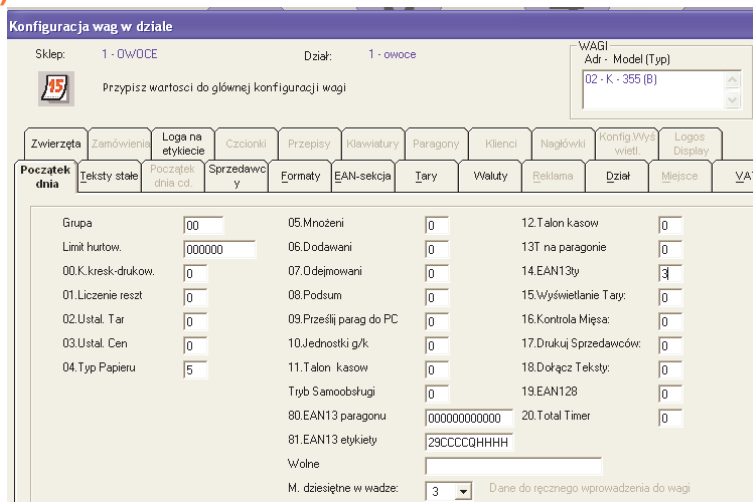 Konfiguracja wag w dziale
Sklep: 1 - OWOCE Dział: 1 - owoce
WAGI
Adr - Model (Typ)
02 - K - 355 (B)
15
Przypisz wartosci do głównej konfiguracji wagi
Zwierzęta Zamówienia Loga na etykiecie Czcionki Przepisy Klawiatury Paragony Klienci Nagłówki Konfig.Wyś wietl. Logos Display
Początek dnia Teksty stałe Początek dnia cd. Sprzedawc y Formaty EAN-sekcja Tary Waluty Reklama Dział Miejsce VA
Grupa 00 05.Mnożeni 0 12.Talon kasow 0
Limit hurtow. 000000 06.Dodawani 0 13T na paragonie 0
00.K.kresk-drukow. 0 07.Odejmowani 0 14.EAN13ty 3
01.Liczenie reszt 0 08.Podsum 0 15.Wyświetlanie Tary: 0
02.Ustal. Tar 0 09.Prześlij parag do PC 0 16.Kontrola Mięsa: 0
03.Ustal. Cen 0 10.Jednostki g/k 0 17.Drukuj Sprzedawców: 0
04.Typ Papieru 5 11.Talon kasow 0 18.Dołącz Teksty: 0
Tryb Samoobsługi 0 19.EAN128 0
80.EAN13 paragonu 000000000000 20.Total Timer 0
81.EAN13 etykiety 29CCCCQHHHH
Wolne
M. dziesiętne w wadze: 3 Dane do ręcznego wprowadzenia do wagi